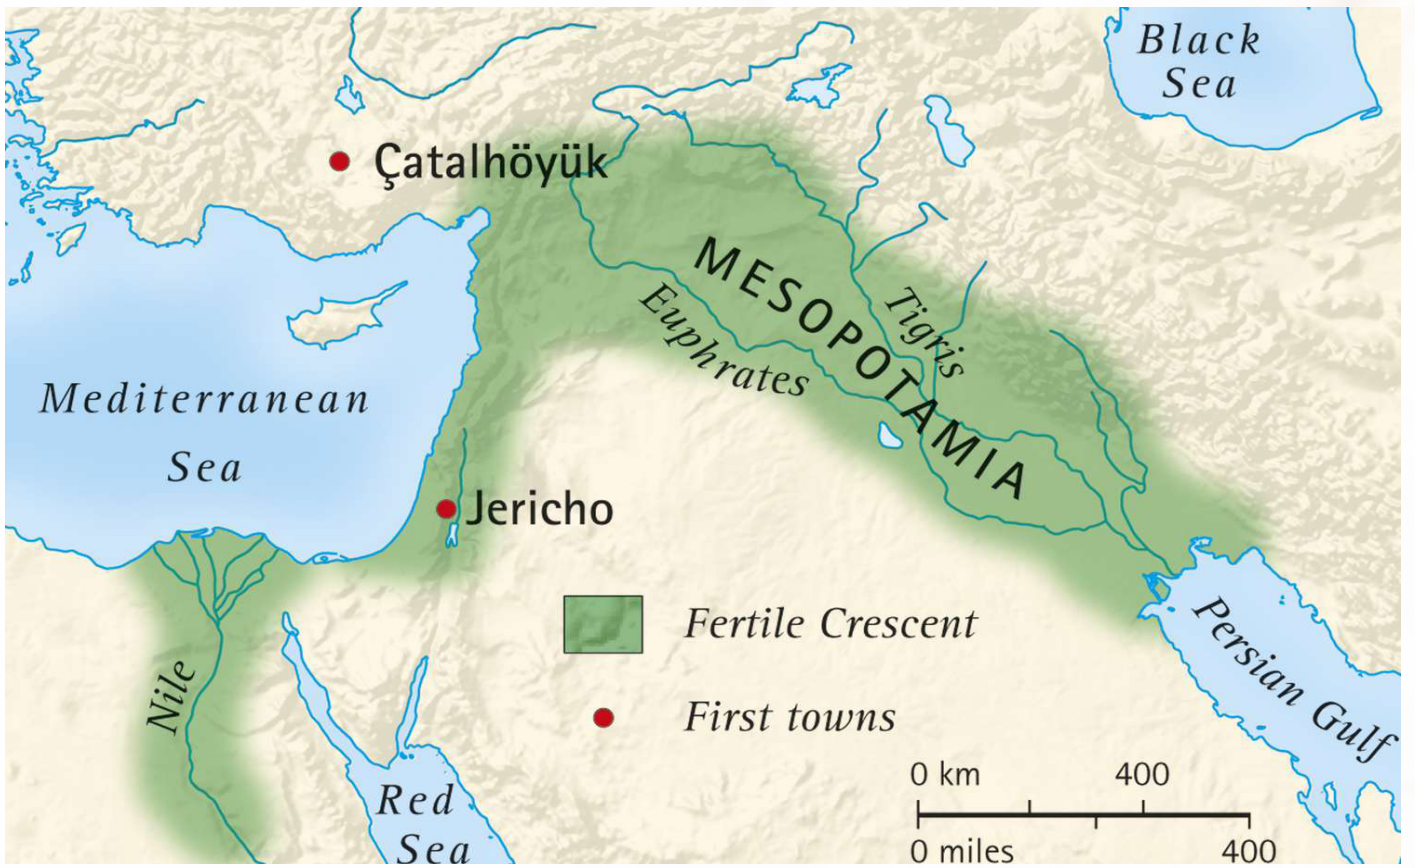 Black
Sea
Çatalhöyük
MESOPOTAMIA
Tigris
Euphrates
Mediterranean
Sea
Jericho
Fertile Crescent
Persian Gulf
Nile
First towns
0 km 400
Red
Sea
0 miles 400